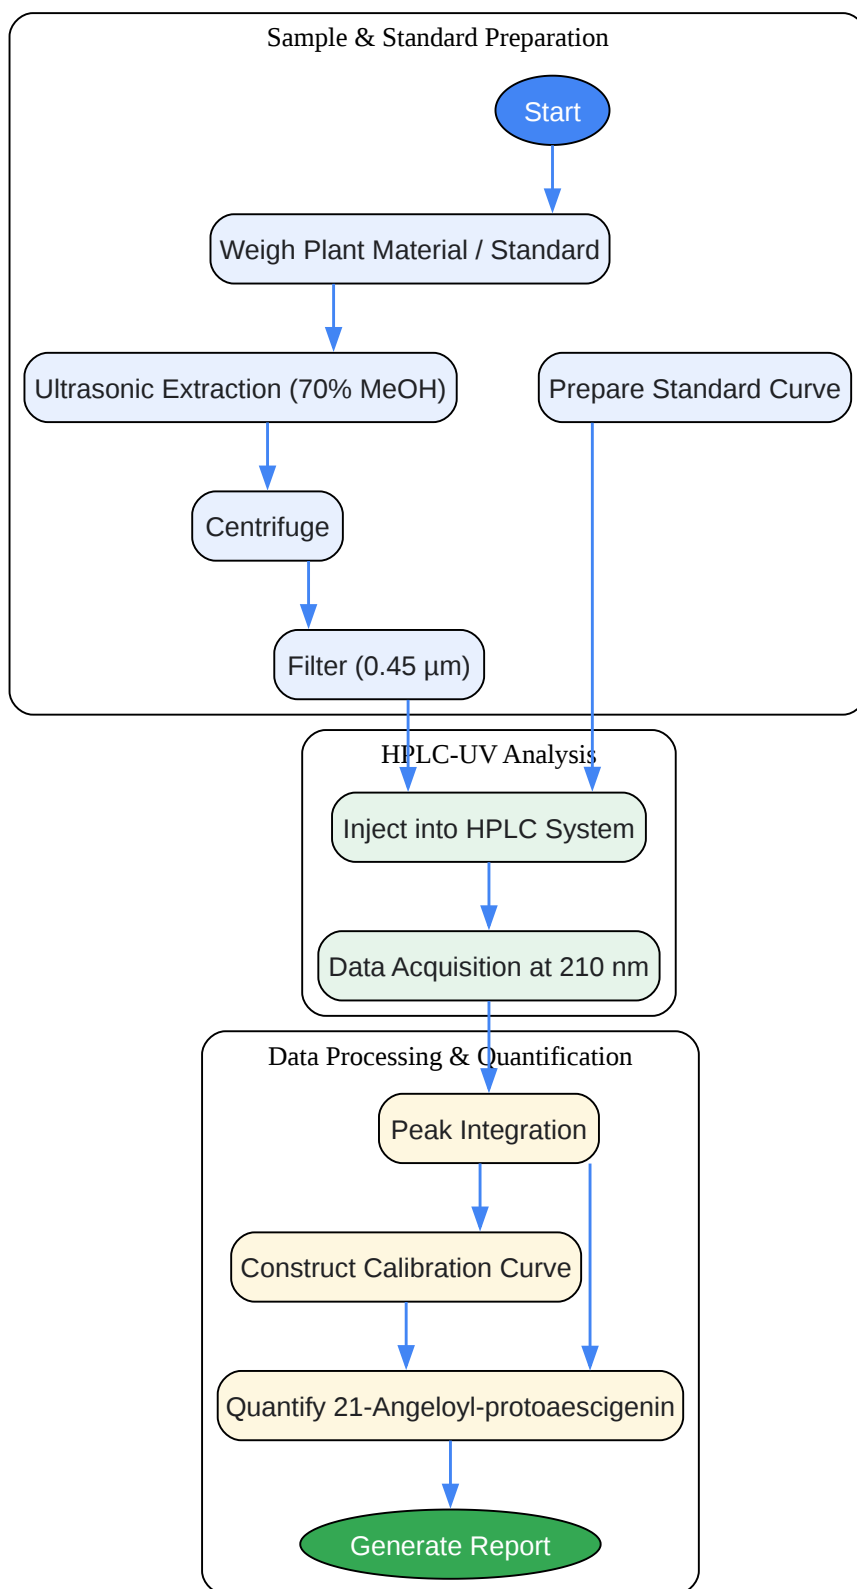 Sample & Standard Preparation
Start
Weigh Plant Material / Standard
Ultrasonic Extraction (70% MeOH)
Prepare Standard Curve
Centrifuge
Filter (0.45 µm)
HPLC-UV Analysis
Inject into HPLC System
Data Acquisition at 210 nm
Data Processing & Quantification
Peak Integration
Construct Calibration Curve
Quantify 21-Angeloyl-protoaescigenin
Generate Report